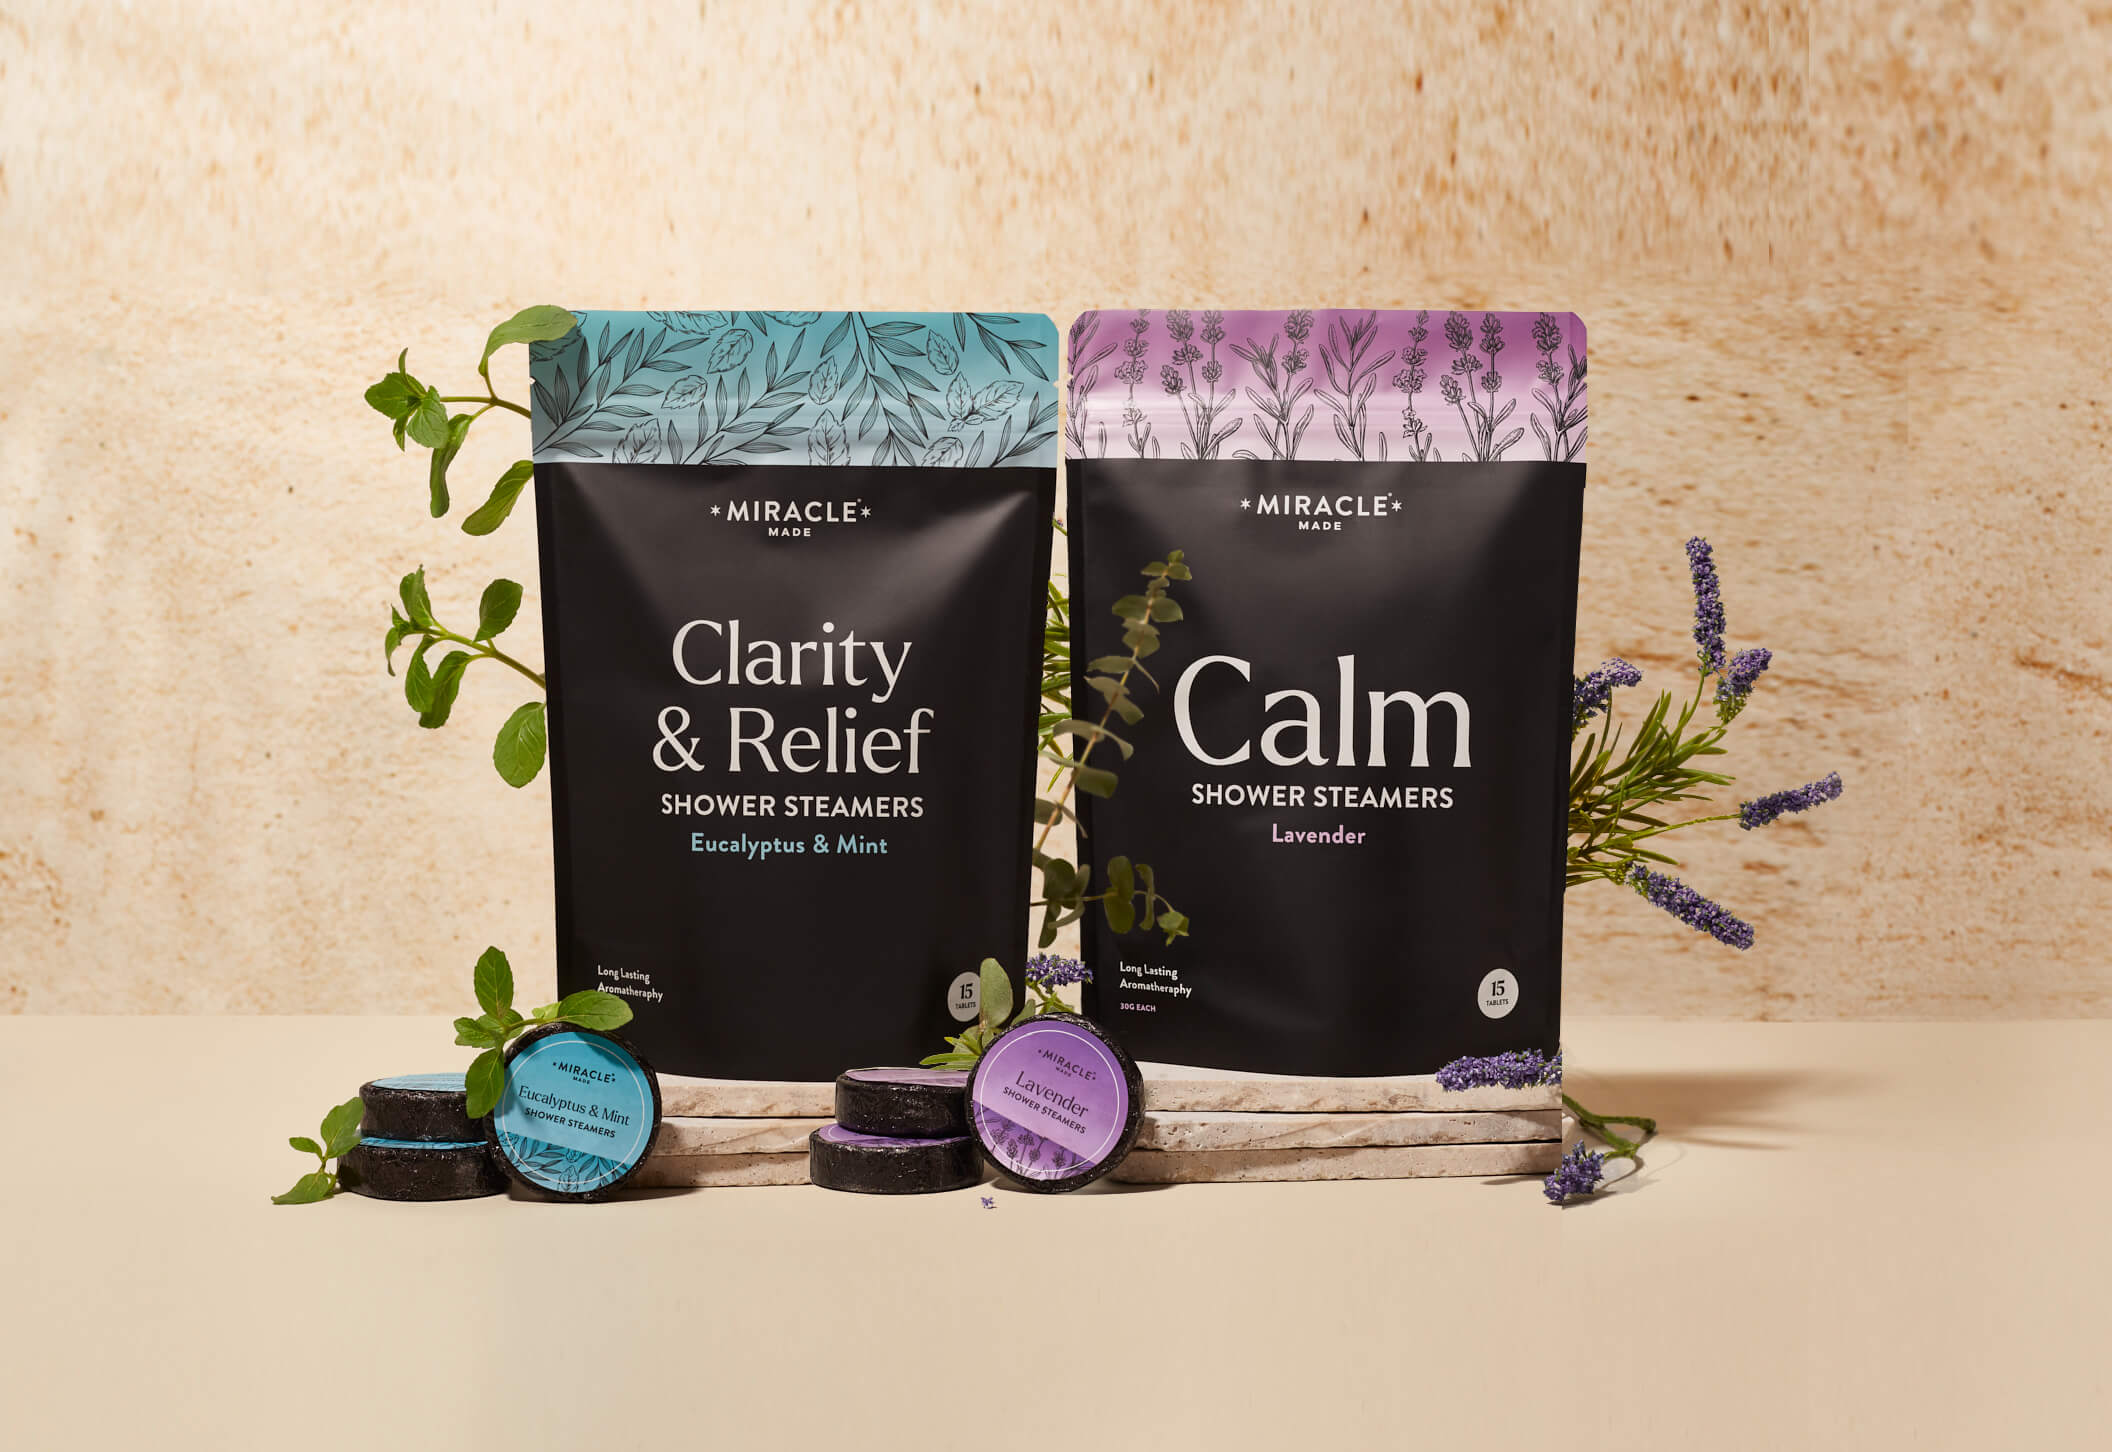 *MIRACLE*
MADE
Clarity
& Relief
SHOWER STEAMERS
Eucalyptus & Mint
Long Lasting
Aromatheraphy
15
TABLETS
*MIRACLE*
MADE
Calm
SHOWER STEAMERS
Lavender
Long Lasting
Aromatheraphy
30G EACH
15
TABLETS
*MIRACLE*
MADE
Eucalyptus & Mint
SHOWER STEAMERS
*MIRACLE*
MADE
Lavender
SHOWER STEAMERS